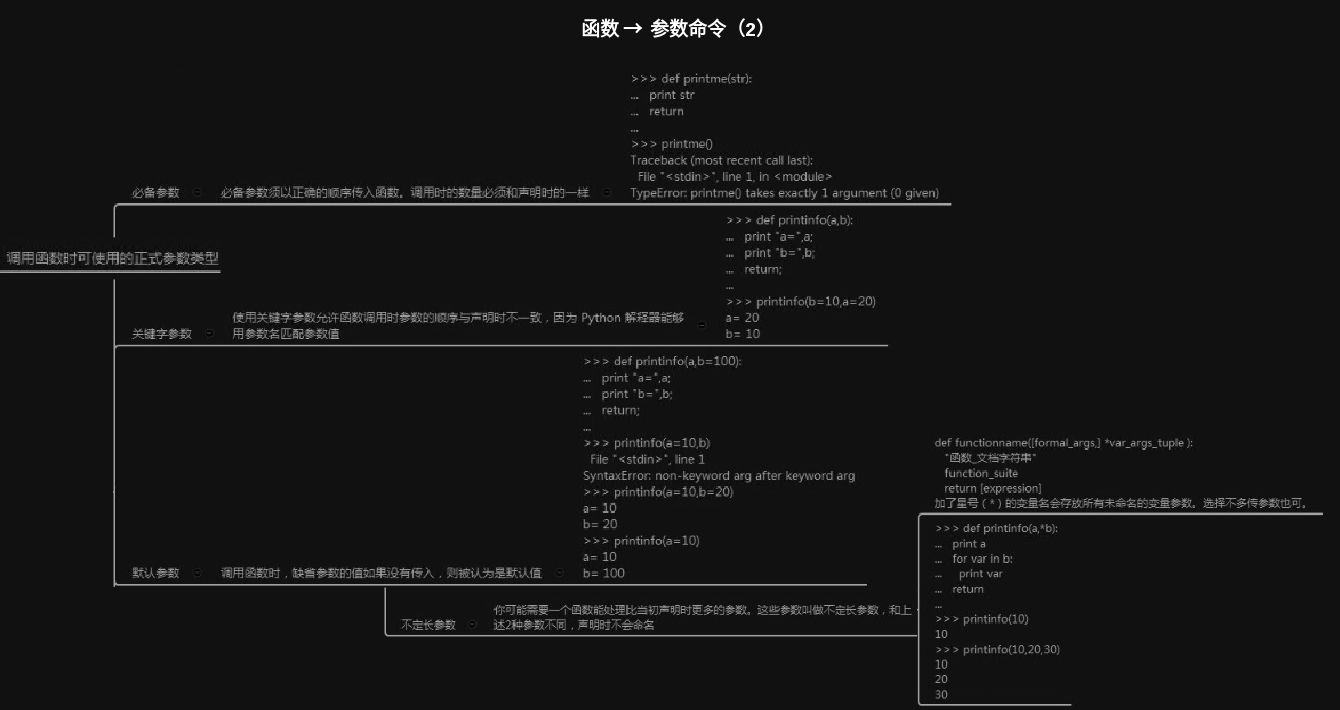 函数 → 参数命令（2）
>>> def printme(str):
... print str
... return
...
>>> printme()
Traceback (most recent call last):
File "<stdin>", line 1, in <module>
TypeError: printme() takes exactly 1 argument (0 given)
必备参数
必备参数须以正确的顺序传入函数。调用时的数量必须和声明时的一样
调用函数时可使用的正式参数类型
>>> def printinfo(a,b):
... print "a=",a;
... print "b=",b;
... return;
...
>>> printinfo(b=10,a=20)
a= 20
b= 10
关键字参数
使用关键字参数允许函数调用时参数的顺序与声明时不一致，因为 Python 解释器能够
用参数名匹配参数值
>>> def printinfo(a,b=100):
... print "a=",a;
... print "b=",b;
... return;
...
>>> printinfo(a=10,b)
File "<stdin>", line 1
SyntaxError: non-keyword arg after keyword arg
>>> printinfo(a=10,b=20)
a= 10
b= 20
>>> printinfo(a=10)
a= 10
b= 100
默认参数
调用函数时，缺省参数的值如果没有传入，则被认为是默认值
不定长参数
你可能需要一个函数能处理比当初声明时更多的参数。这些参数叫做不定长参数，和上
述2种参数不同，声明时不会命名
def functionname([formal_args,] *var_args_tuple ):
"函数_文档字符串"
function_suite
return [expression]
加了星号（*）的变量名会存放所有未命名的变量参数。选择不多传参数也可。
>>> def printinfo(a,*b):
... print a
... for var in b:
... print var
... return
...
>>> printinfo(10)
10
>>> printinfo(10,20,30)
10
20
30